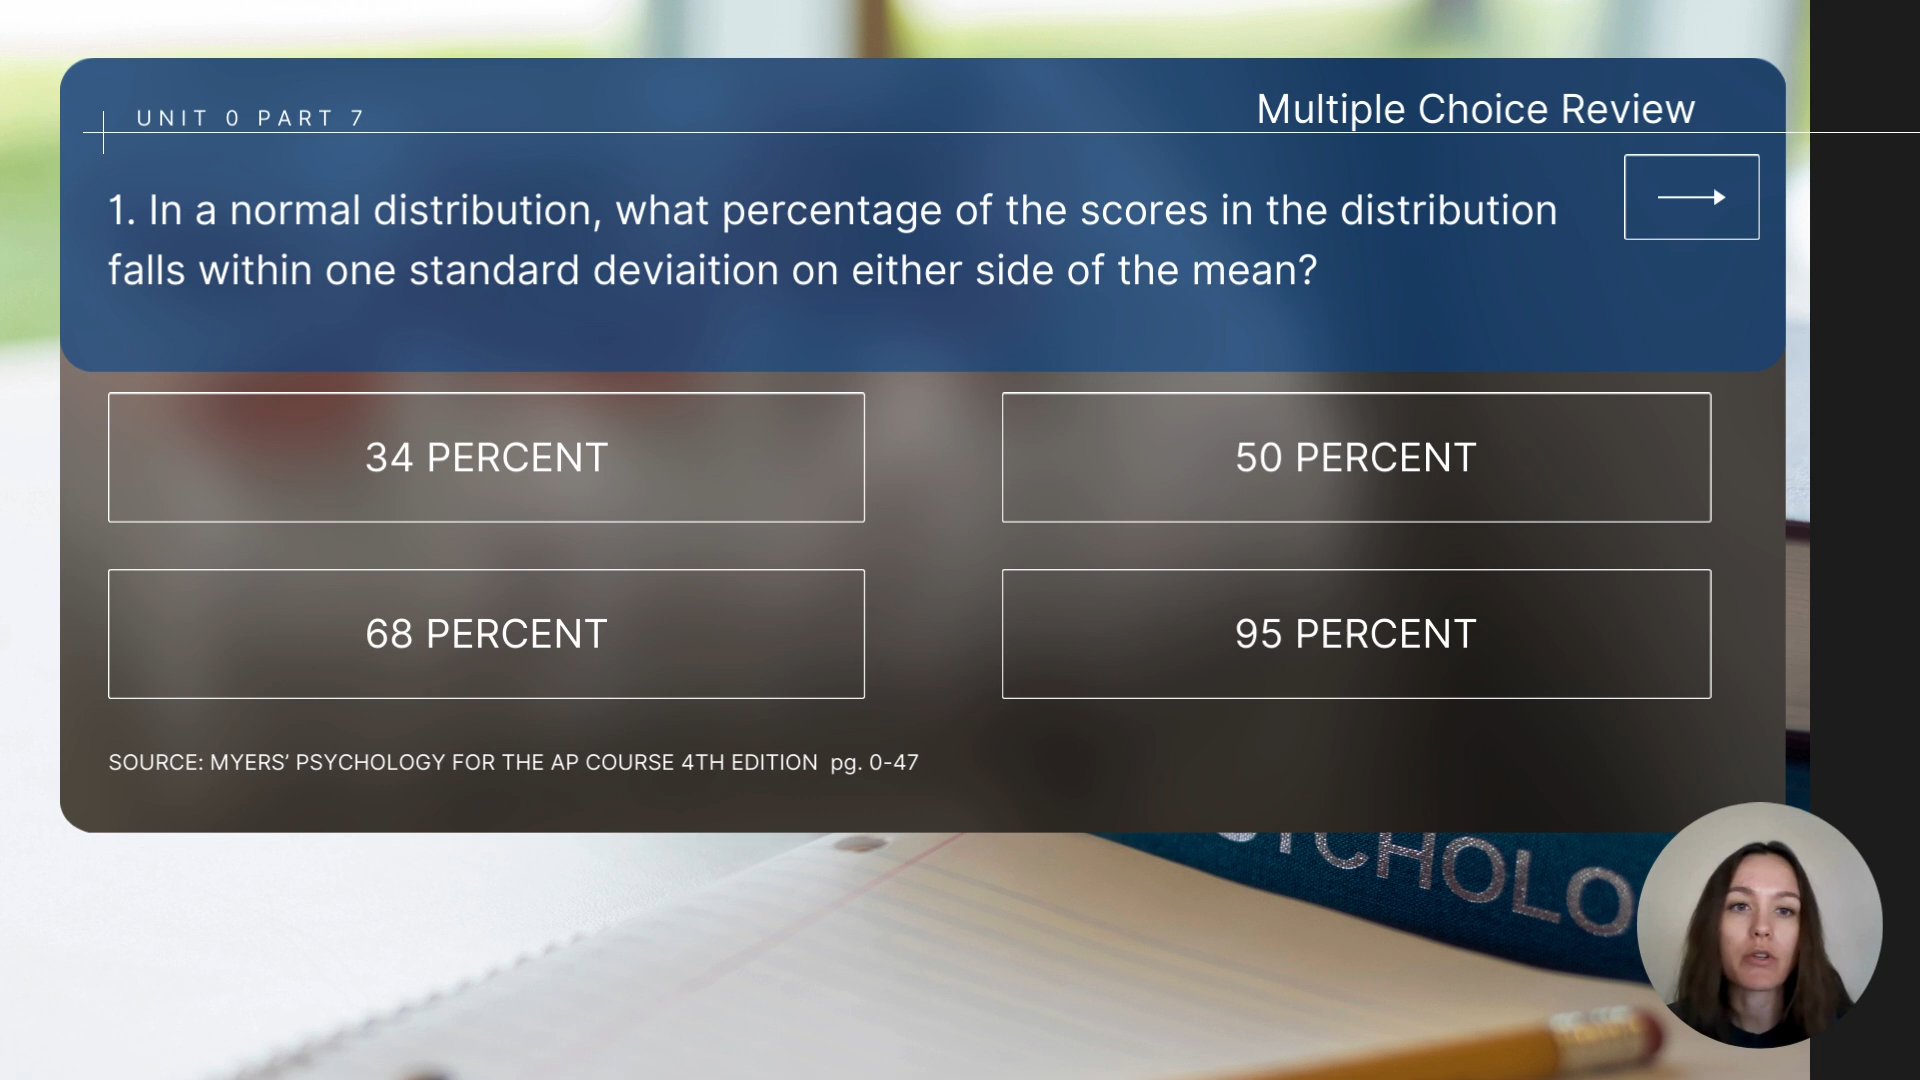 UNIT 0 PART 7
Multiple Choice Review
1. In a normal distribution, what percentage of the scores in the distribution
falls within one standard deviaition on either side of the mean?
34 PERCENT
50 PERCENT
68 PERCENT
95 PERCENT
SOURCE: MYERS’ PSYCHOLOGY FOR THE AP COURSE 4TH EDITION pg. 0-47